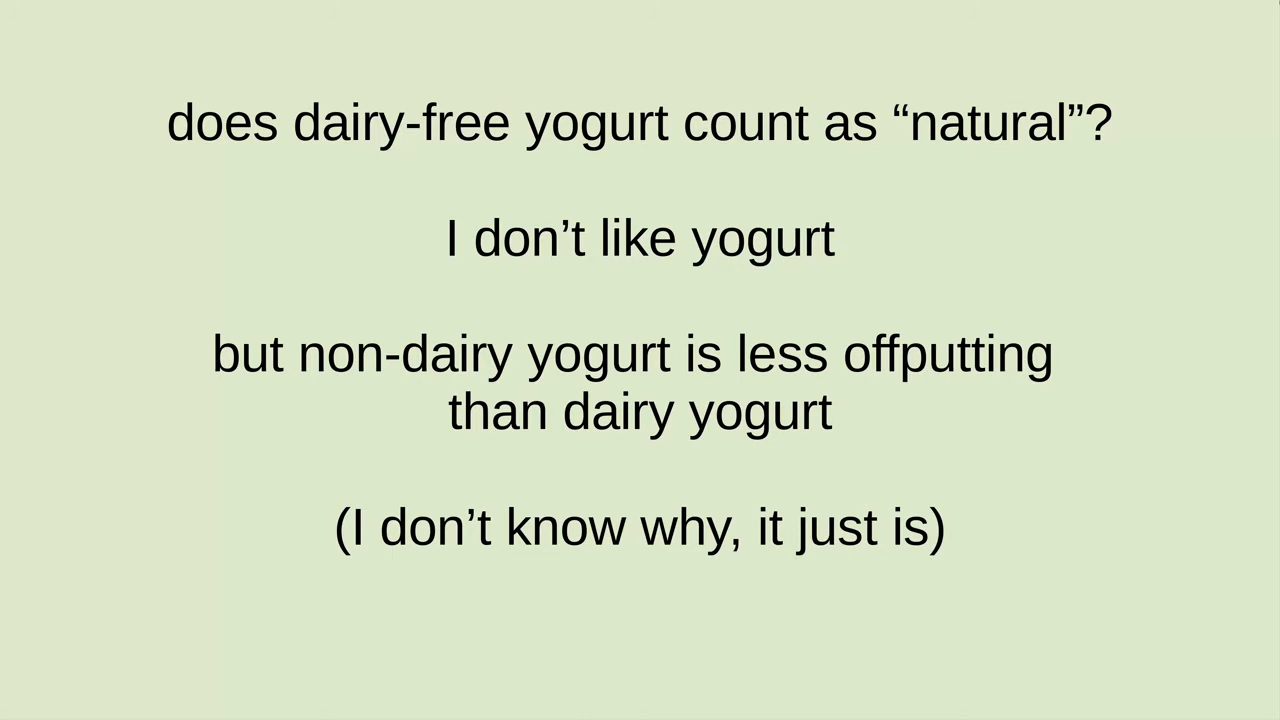 does dairy-free yogurt count as “natural”?
I don’t like yogurt
but non-dairy yogurt is less offputting
than dairy yogurt
(I don’t know why, it just is)